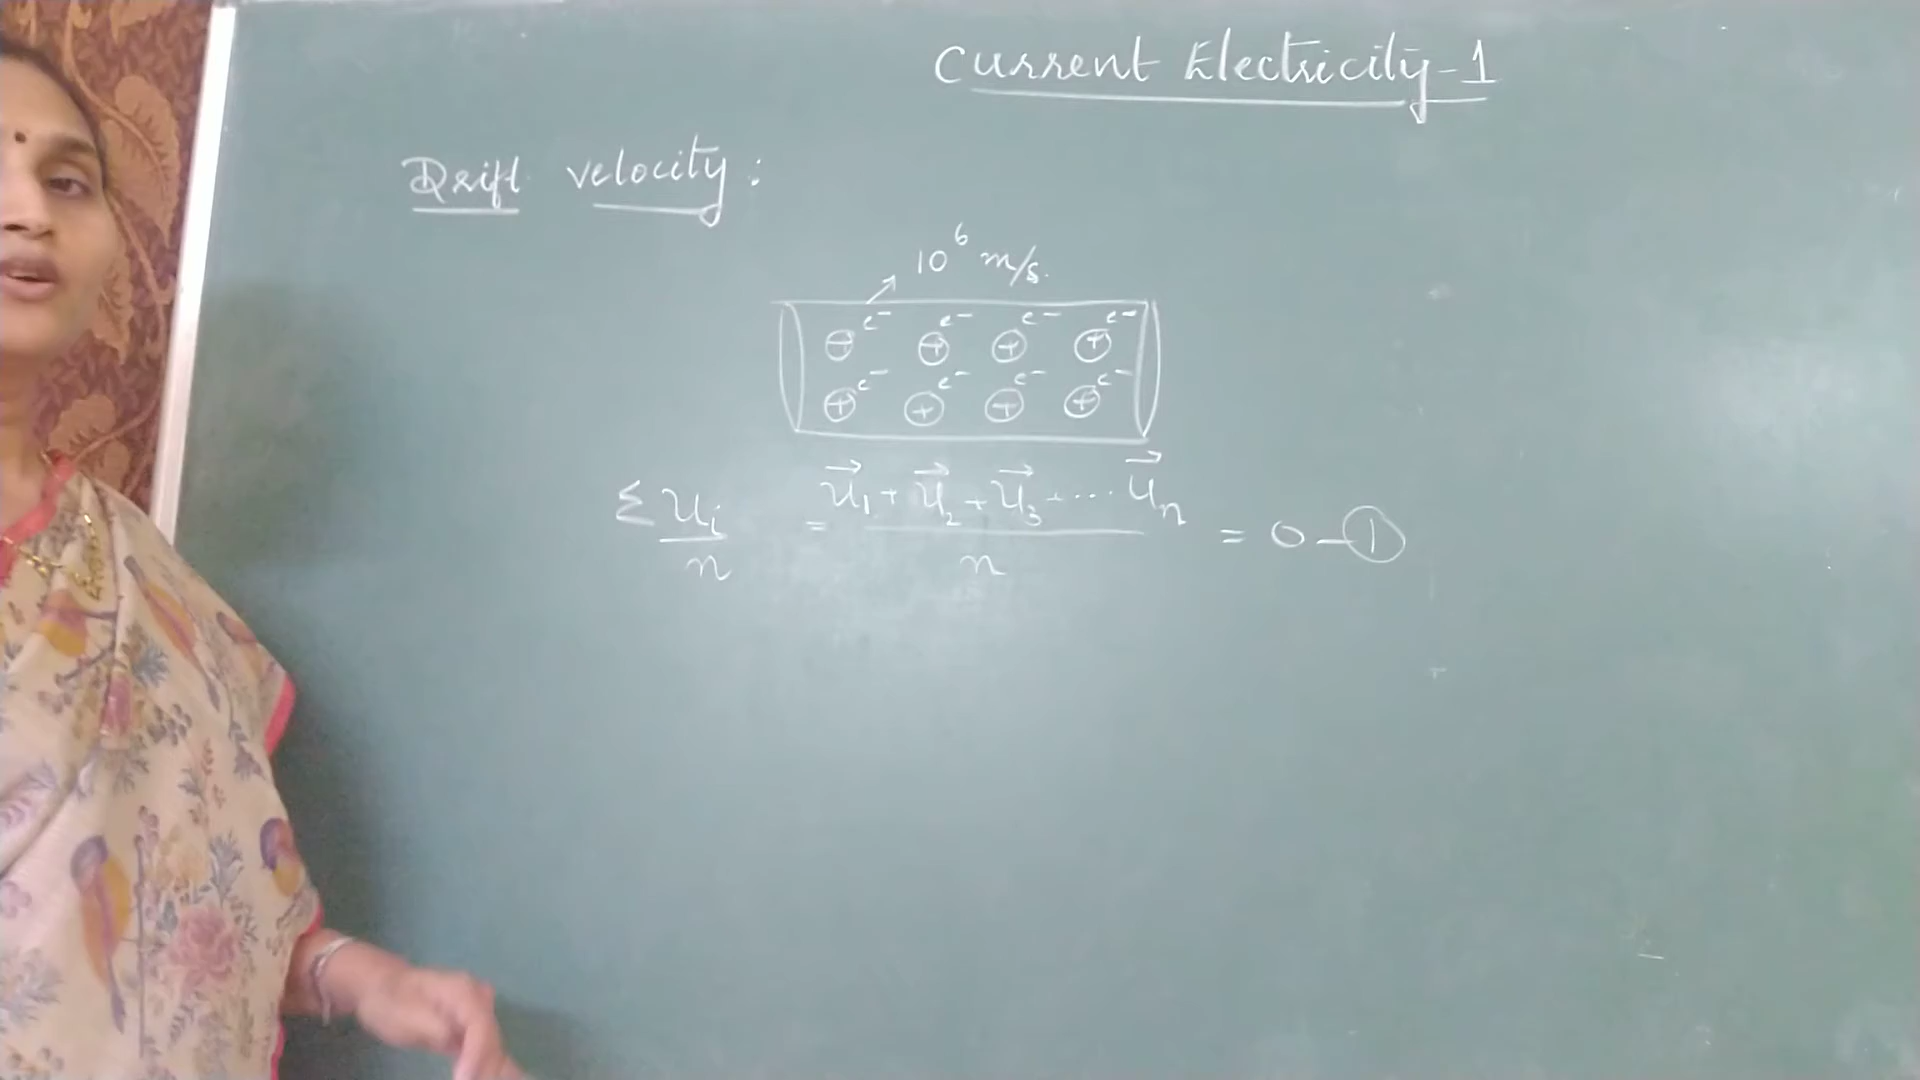 Current Electricity-1
Drift velocity:
10⁶ m/s.
e⁻ e⁻ e⁻ e⁻
⊖ ⊕ ⊕ ⊕
e⁻ e⁻ e⁻ e⁻
⊕ ⊕ ⊕ ⊕
Σuᵢ/n = (u⃗₁ + u⃗₂ + u⃗₃ + ... u⃗ₙ)/n = 0 – ①